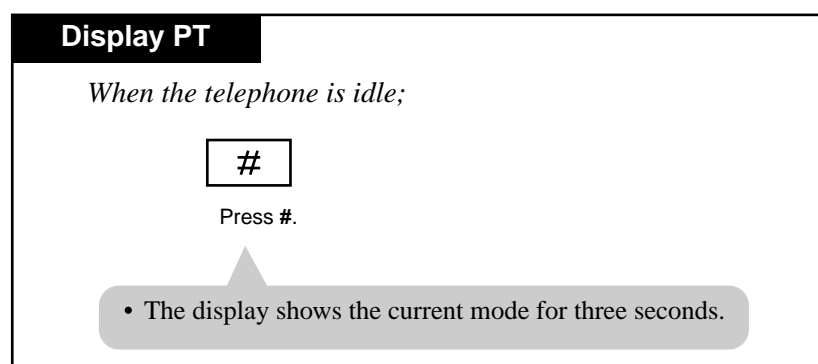 Display PT
When the telephone is idle;
#
Press #.
• The display shows the current mode for three seconds.